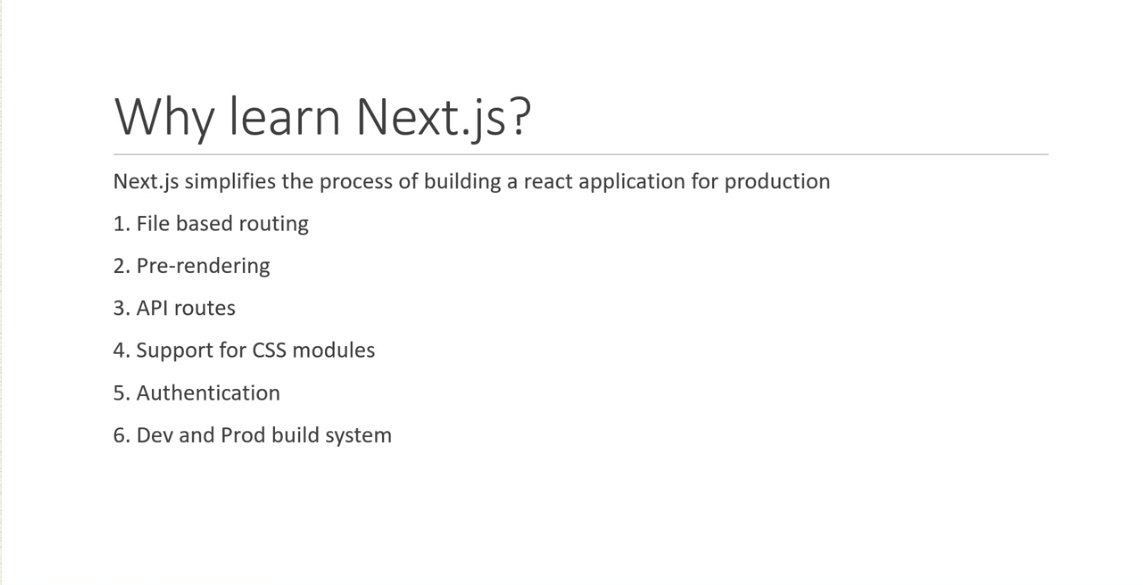 Why learn Next.js?
Next.js simplifies the process of building a react application for production
1. File based routing
2. Pre-rendering
3. API routes
4. Support for CSS modules
5. Authentication
6. Dev and Prod build system